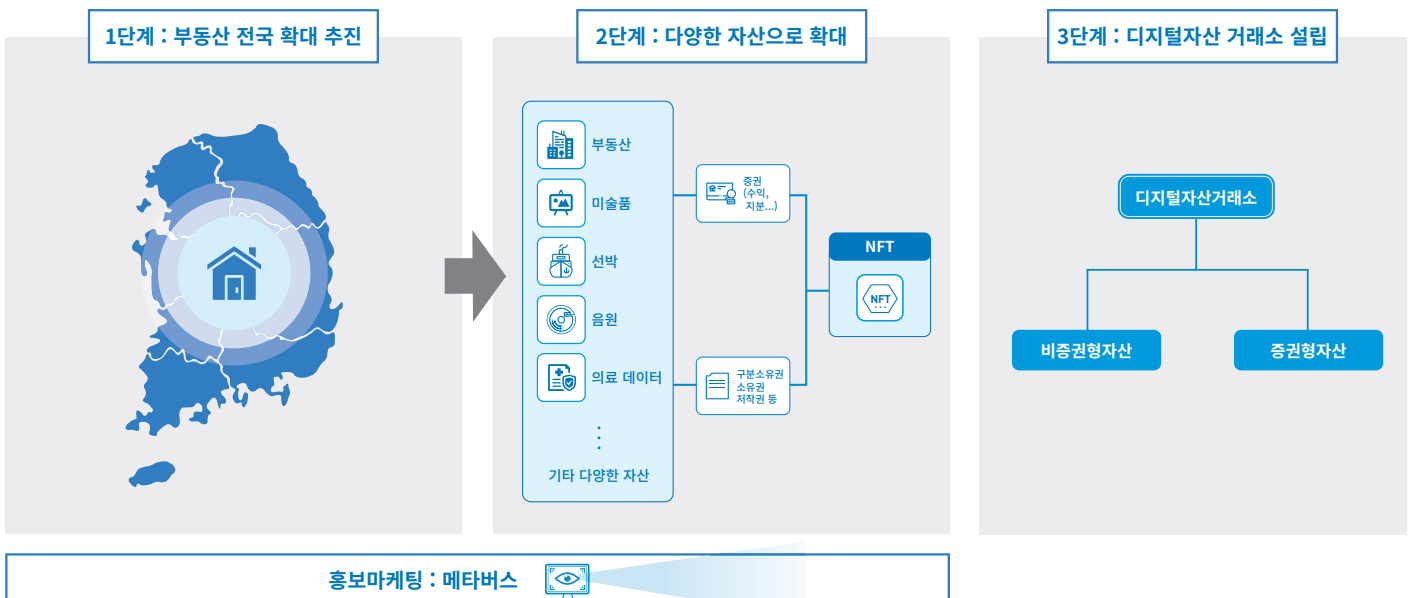 1단계 : 부동산 전국 확대 추진
2단계 : 다양한 자산으로 확대
부동산
미술품
선박
음원
의료 데이터
기타 다양한 자산
증권
(수익,
지분...)
구분소유권
소유권
저작권 등
NFT
NFT
3단계 : 디지털자산 거래소 설립
디지털자산거래소
비증권형자산
증권형자산
홍보마케팅 : 메타버스